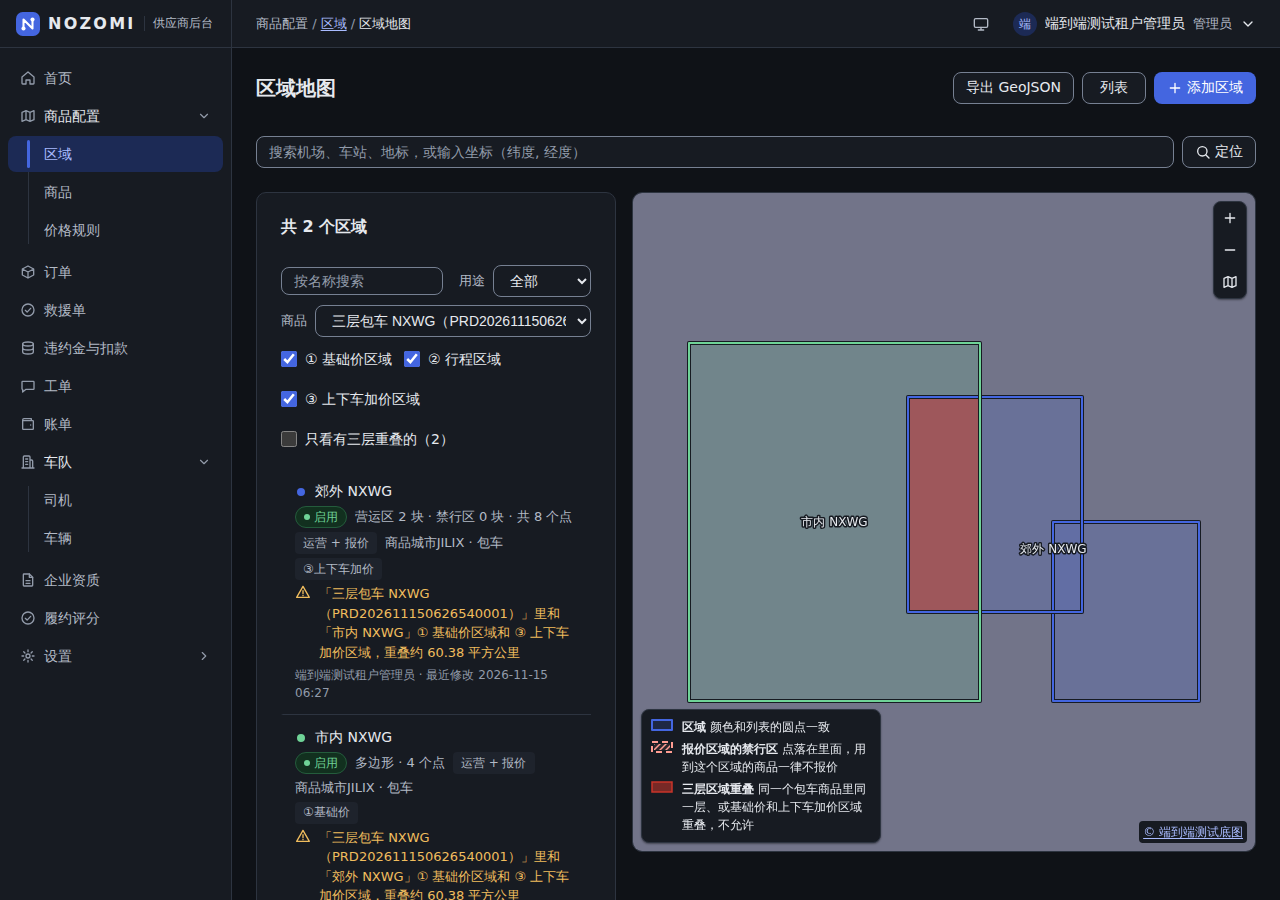 NOZOMI 供应商后台
商品配置 / 区域 / 区域地图
端 端到端测试租户管理员 管理员
首页
商品配置
区域
商品
价格规则
订单
救援单
违约金与扣款
工单
账单
车队
司机
车辆
企业资质
履约评分
设置
区域地图
导出 GeoJSON
列表
添加区域
搜索机场、车站、地标，或输入坐标（纬度, 经度）
定位
共 2 个区域
按名称搜索
用途 全部
商品 三层包车 NXWG（PRD202611150626
① 基础价区域 ② 行程区域
③ 上下车加价区域
只看有三层重叠的（2）
郊外 NXWG
启用 营运区 2 块 · 禁行区 0 块 · 共 8 个点
运营 + 报价 商品城市JILIX · 包车
③上下车加价
「三层包车 NXWG
（PRD202611150626540001）」里和
「市内 NXWG」① 基础价区域和 ③ 上下车
加价区域，重叠约 60.38 平方公里
端到端测试租户管理员 · 最近修改 2026-11-15
06:27
市内 NXWG
启用 多边形 · 4 个点 运营 + 报价
商品城市JILIX · 包车
①基础价
「三层包车 NXWG
（PRD202611150626540001）」里和
「郊外 NXWG」① 基础价区域和 ③ 上下车
加价区域，重叠约 60.38 平方公里
市内 NXWG
郊外 NXWG
区域 颜色和列表的圆点一致
报价区域的禁行区 点落在里面，用
到这个区域的商品一律不报价
三层区域重叠 同一个包车商品里同
一层、或基础价和上下车加价区域
重叠，不允许
© 端到端测试底图